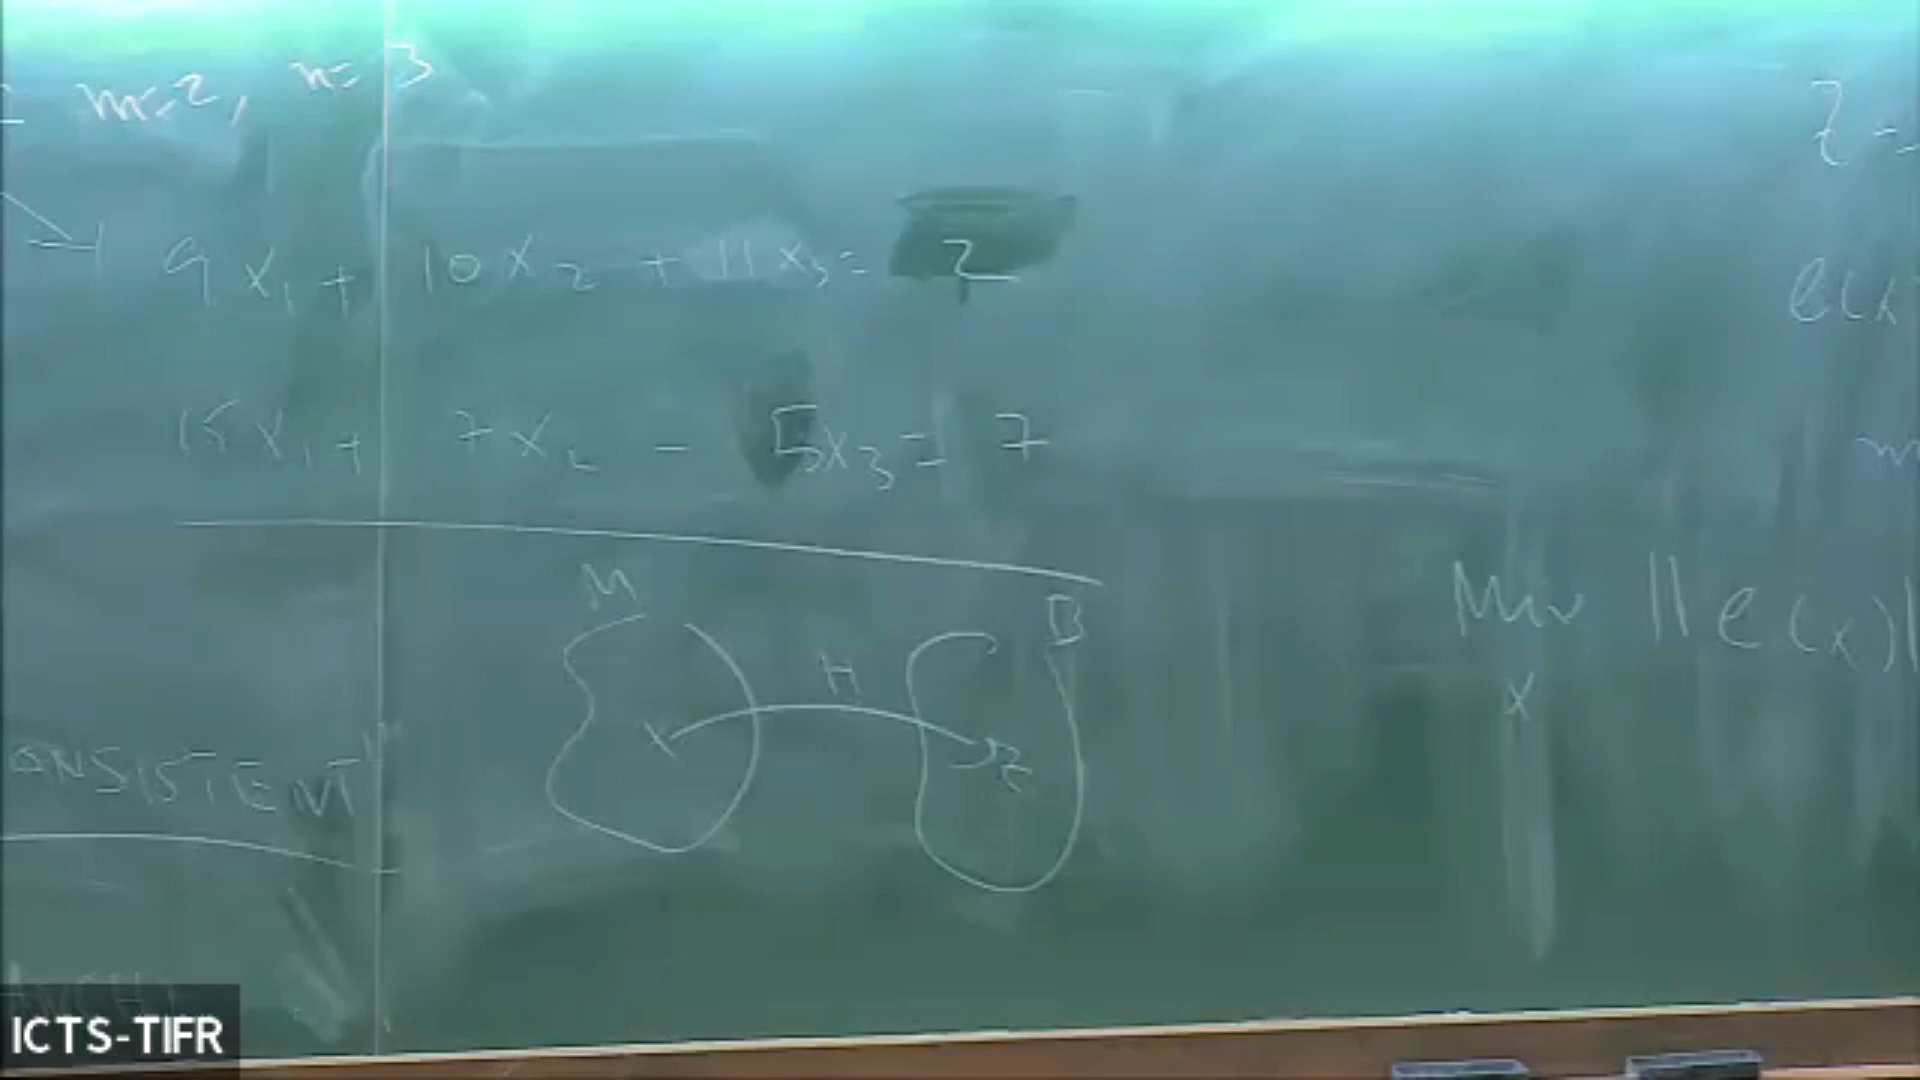 m=2, n=3
z =
9x₁ + 10x₂ + 11x₃ = 2
e(x)
15x₁ + 7x₂ - 5x₃ = 7
m
M
B
Min ||e(x)||
H
x
x
z
ONSISTENT"
ICTS-TIFR